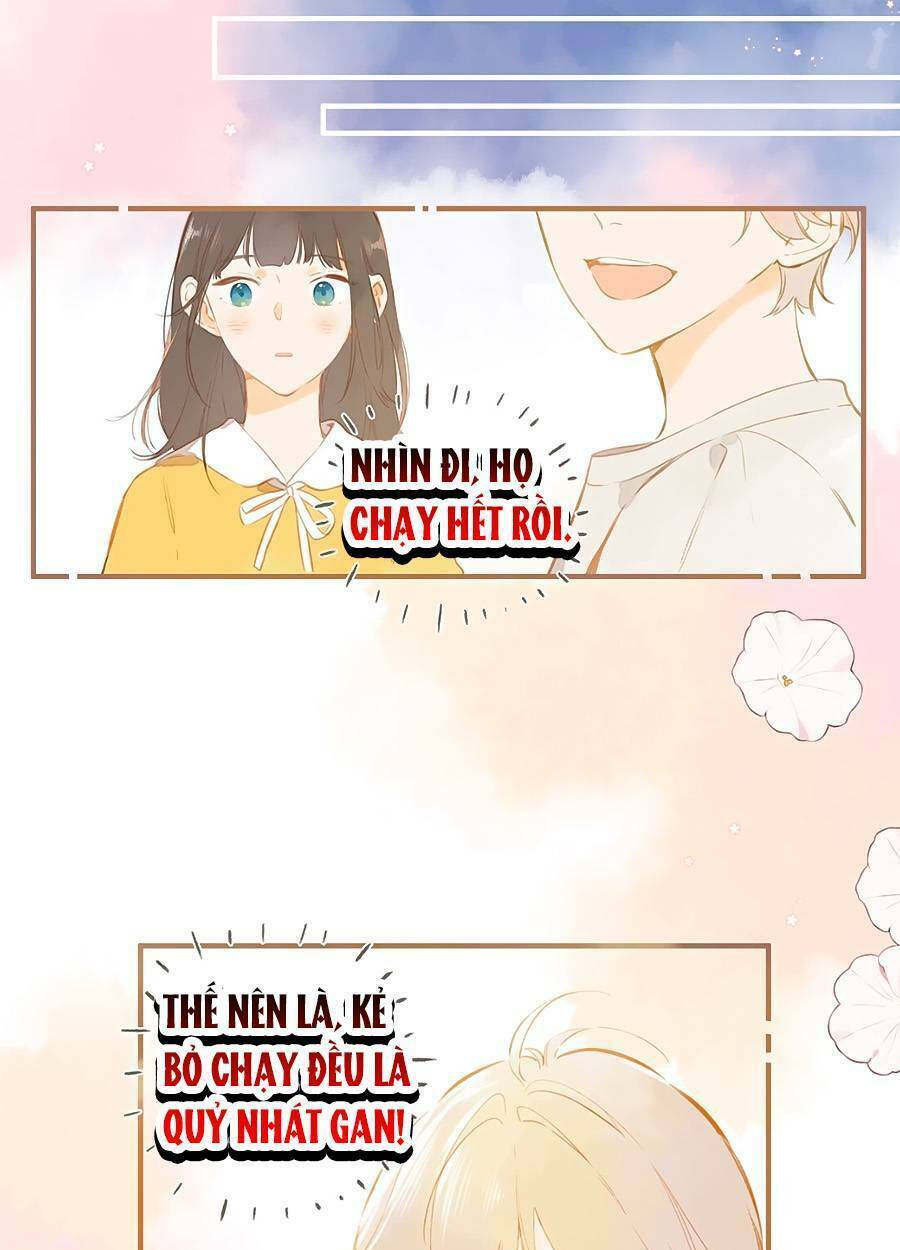 NHÌN ĐI, HỌ
CHẠY HẾT RỒI.
THẾ NÊN LÀ, KẺ
BỎ CHẠY ĐỀU LÀ
QUỶ NHÁT GAN!